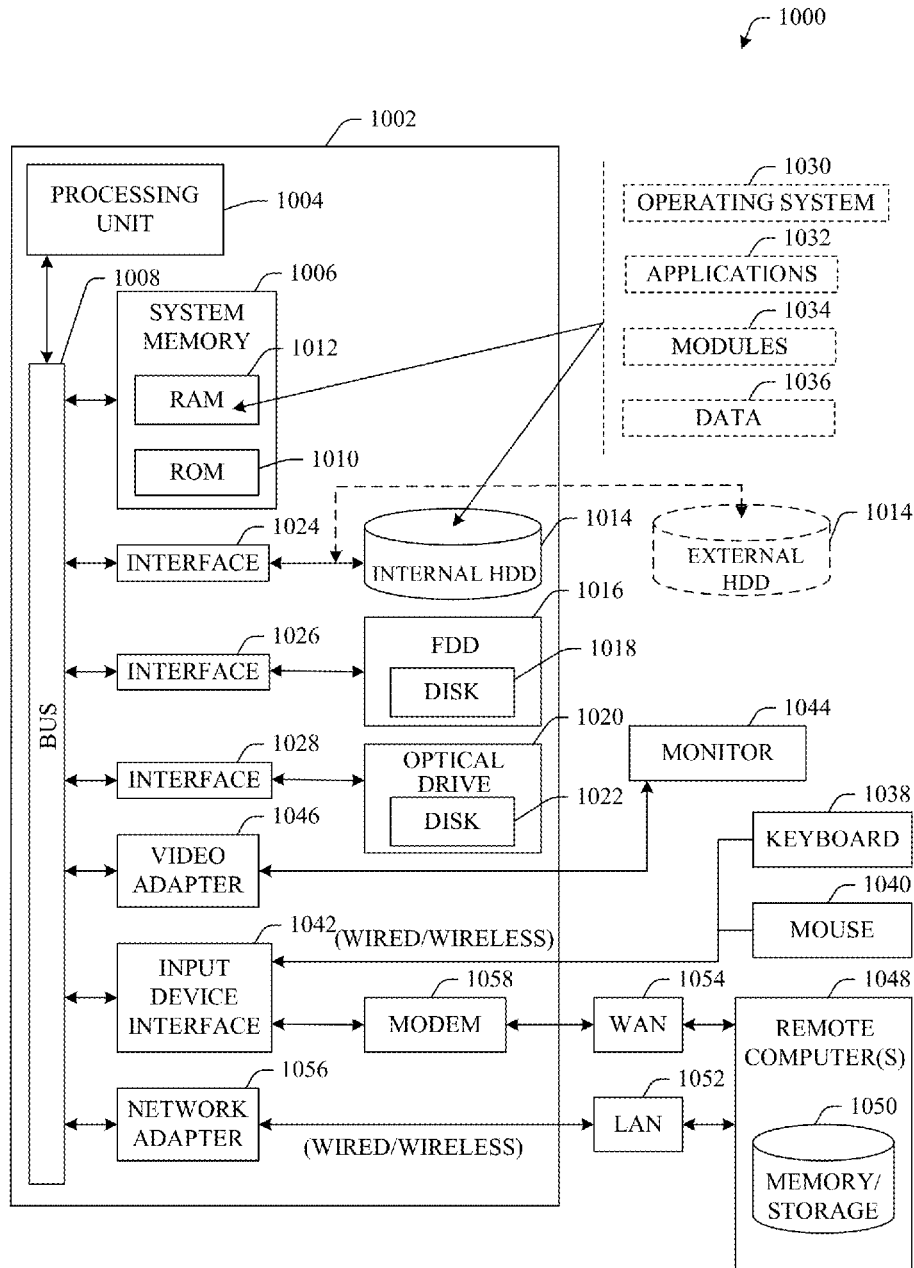 1000
1002
PROCESSING
UNIT
1004
1008
1006
SYSTEM
MEMORY
1012
RAM
ROM
1010
1030
OPERATING SYSTEM
1032
APPLICATIONS
1034
MODULES
1036
DATA
1024
INTERFACE
INTERNAL HDD
1014
EXTERNAL
HDD
1014
1016
FDD
1018
DISK
1026
INTERFACE
BUS
1020
OPTICAL
DRIVE
1022
DISK
1028
INTERFACE
1044
MONITOR
1046
VIDEO
ADAPTER
1038
KEYBOARD
1040
MOUSE
1042
(WIRED/WIRELESS)
INPUT
DEVICE
INTERFACE
1058
MODEM
1054
WAN
1048
REMOTE
COMPUTER(S)
1056
NETWORK
ADAPTER
(WIRED/WIRELESS)
1052
LAN
1050
MEMORY/
STORAGE